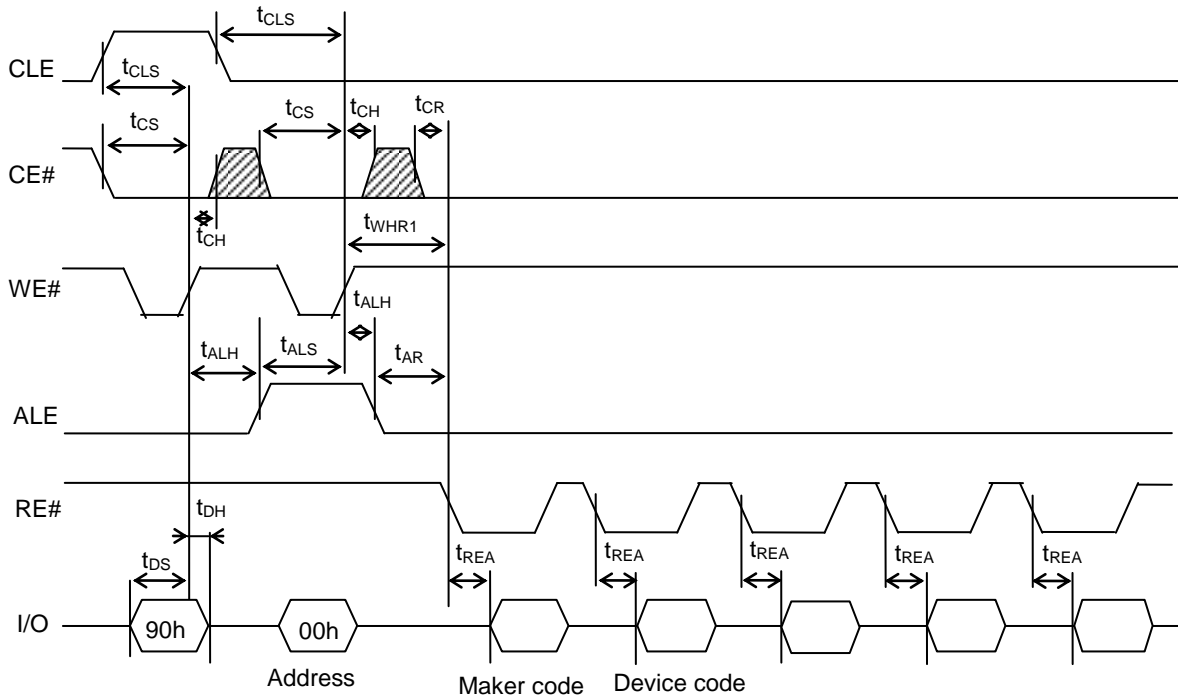 tCLS
CLE
tCLS
tCS
tCH
tCR
tCS
CE#
tCH
tWHR1
WE#
tALH
tALH
tALS
tAR
ALE
RE#
tDH
tDS
tREA
tREA
tREA
tREA
tREA
I/O
90h
00h
Address
Maker code
Device code